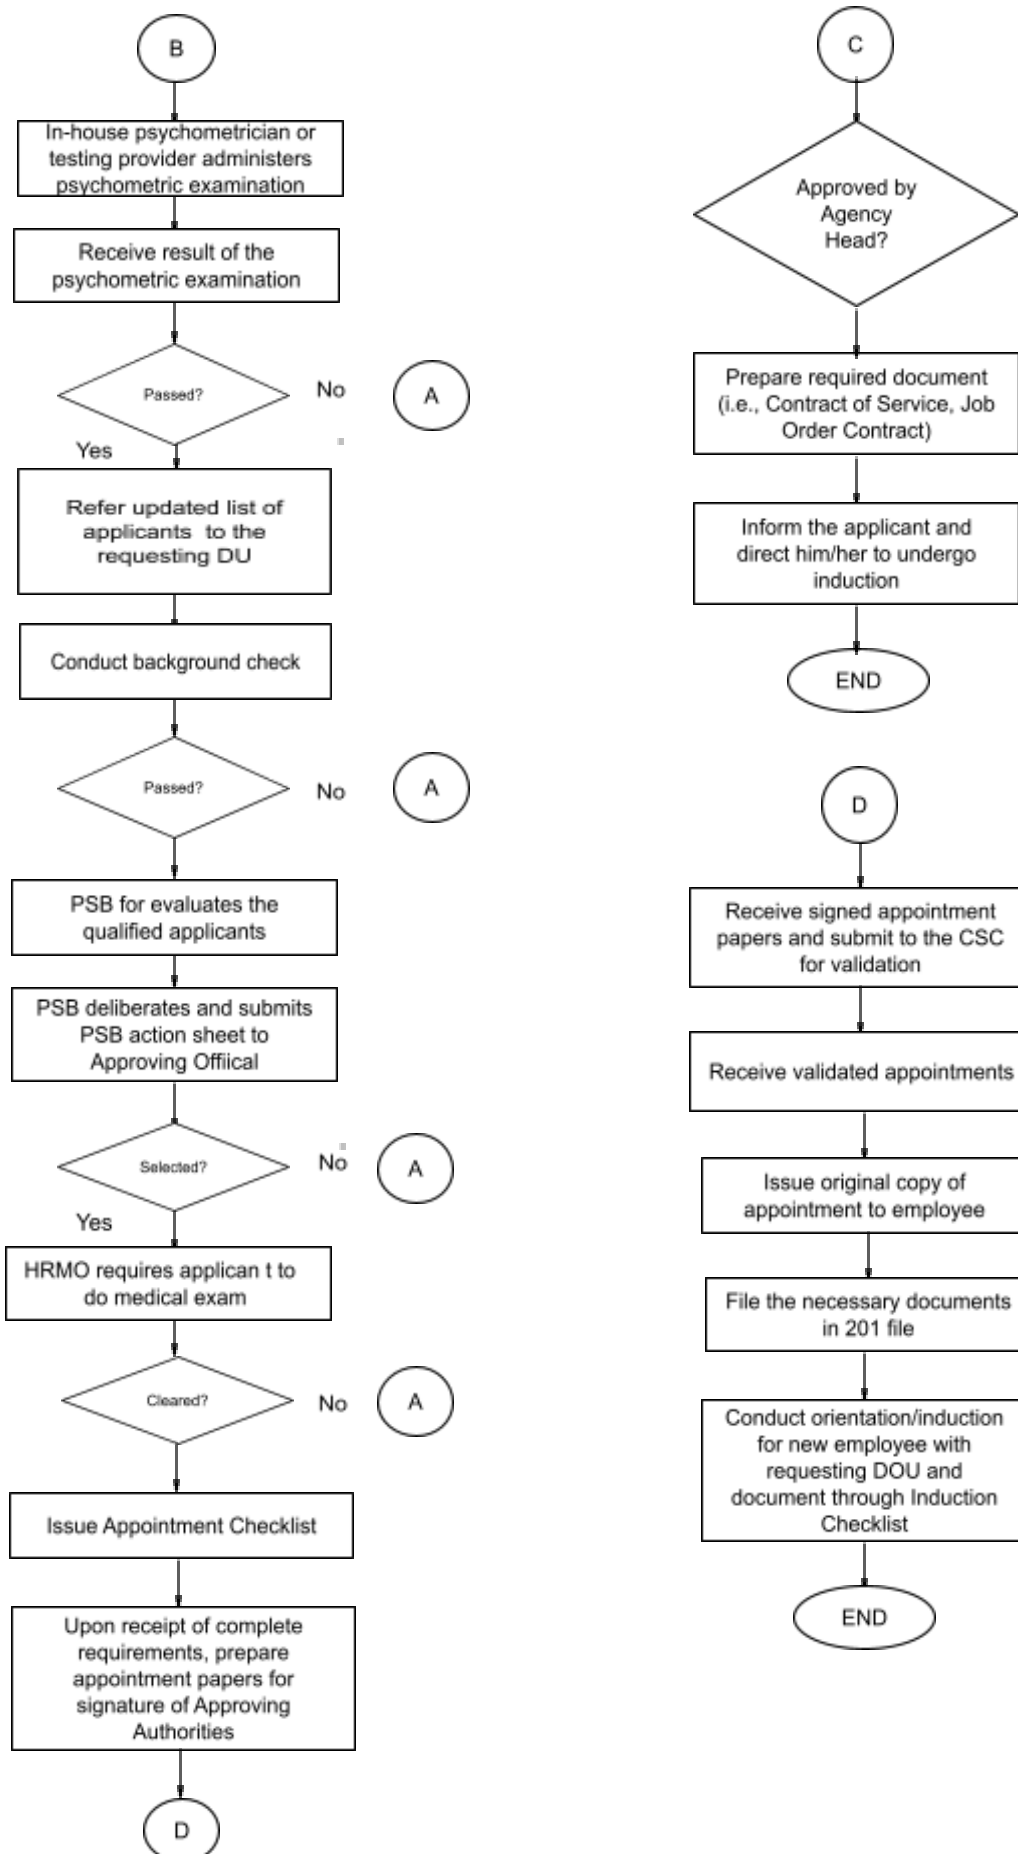 B
In-house psychometrician or
testing provider administers
psychometric examination
Receive result of the
psychometric examination
Passed?
No
A
Yes
Refer updated list of
applicants to the
requesting DU
Conduct background check
Passed?
No
A
PSB for evaluates the
qualified applicants
PSB deliberates and submits
PSB action sheet to
Approving Offiical
Selected?
No
A
Yes
HRMO requires applican t to
do medical exam
Cleared?
No
A
Issue Appointment Checklist
Upon receipt of complete
requirements, prepare
appointment papers for
signature of Approving
Authorities
D
C
Approved by
Agency
Head?
Prepare required document
(i.e., Contract of Service, Job
Order Contract)
Inform the applicant and
direct him/her to undergo
induction
END
D
Receive signed appointment
papers and submit to the CSC
for validation
Receive validated appointments
Issue original copy of
appointment to employee
File the necessary documents
in 201 file
Conduct orientation/induction
for new employee with
requesting DOU and
document through Induction
Checklist
END